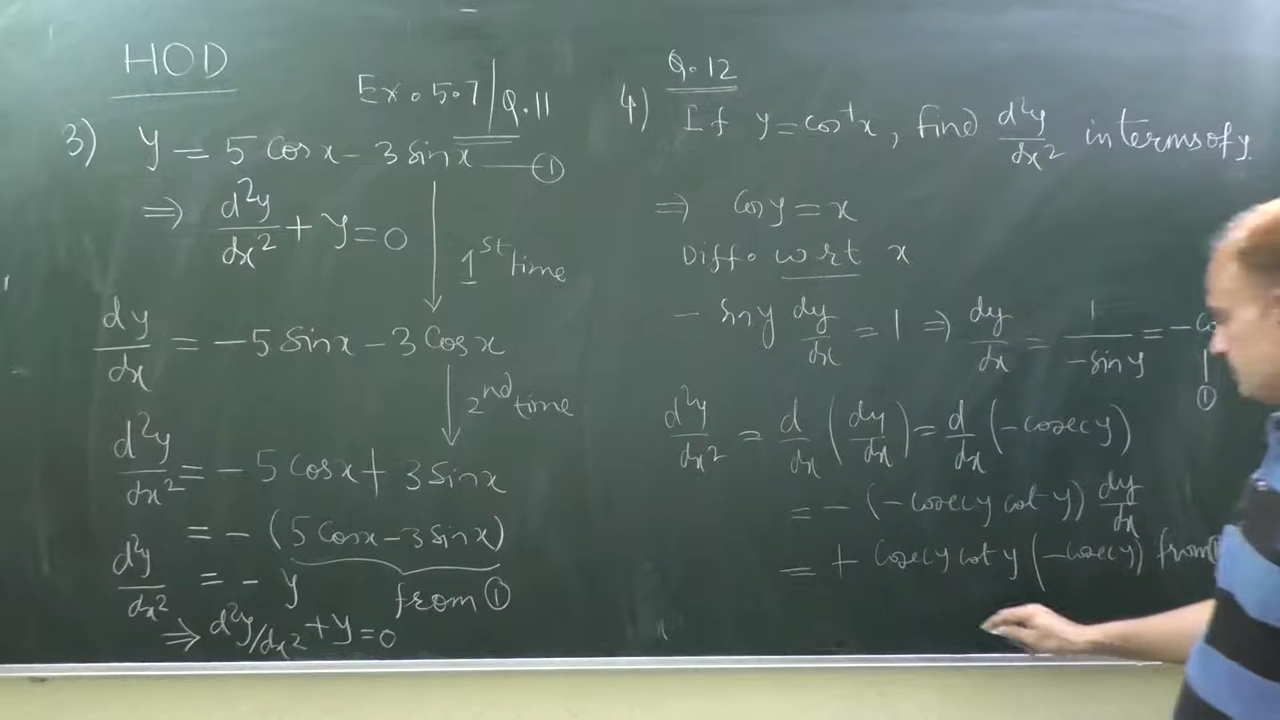 HOD
Ex. 5.7 | Q.11
3) y = 5 cos x - 3 sin x — ①
⇒ d²y/dx² + y = 0
1st time
dy/dx = -5 Sin x - 3 Cos x
2nd time
d²y/dx² = - 5 Cos x + 3 Sin x
= - (5 Cos x - 3 Sin x)
d²y/dx² = - y
from ①
⇒ d²y/dx² + y = 0
Q.12
4) If y = cos⁻¹x, find d²y/dx² in terms of y.
⇒ Cos y = x
Diff. w.r.t x
- sin y dy/dx = 1 ⇒ dy/dx = 1/-sin y = - co
①
d²y/dx² = d/dx (dy/dx) = d/dx (-cosec y)
= - (-cosec y cot y) dy/dx
= + Cosec y cot y (-cosec y) from